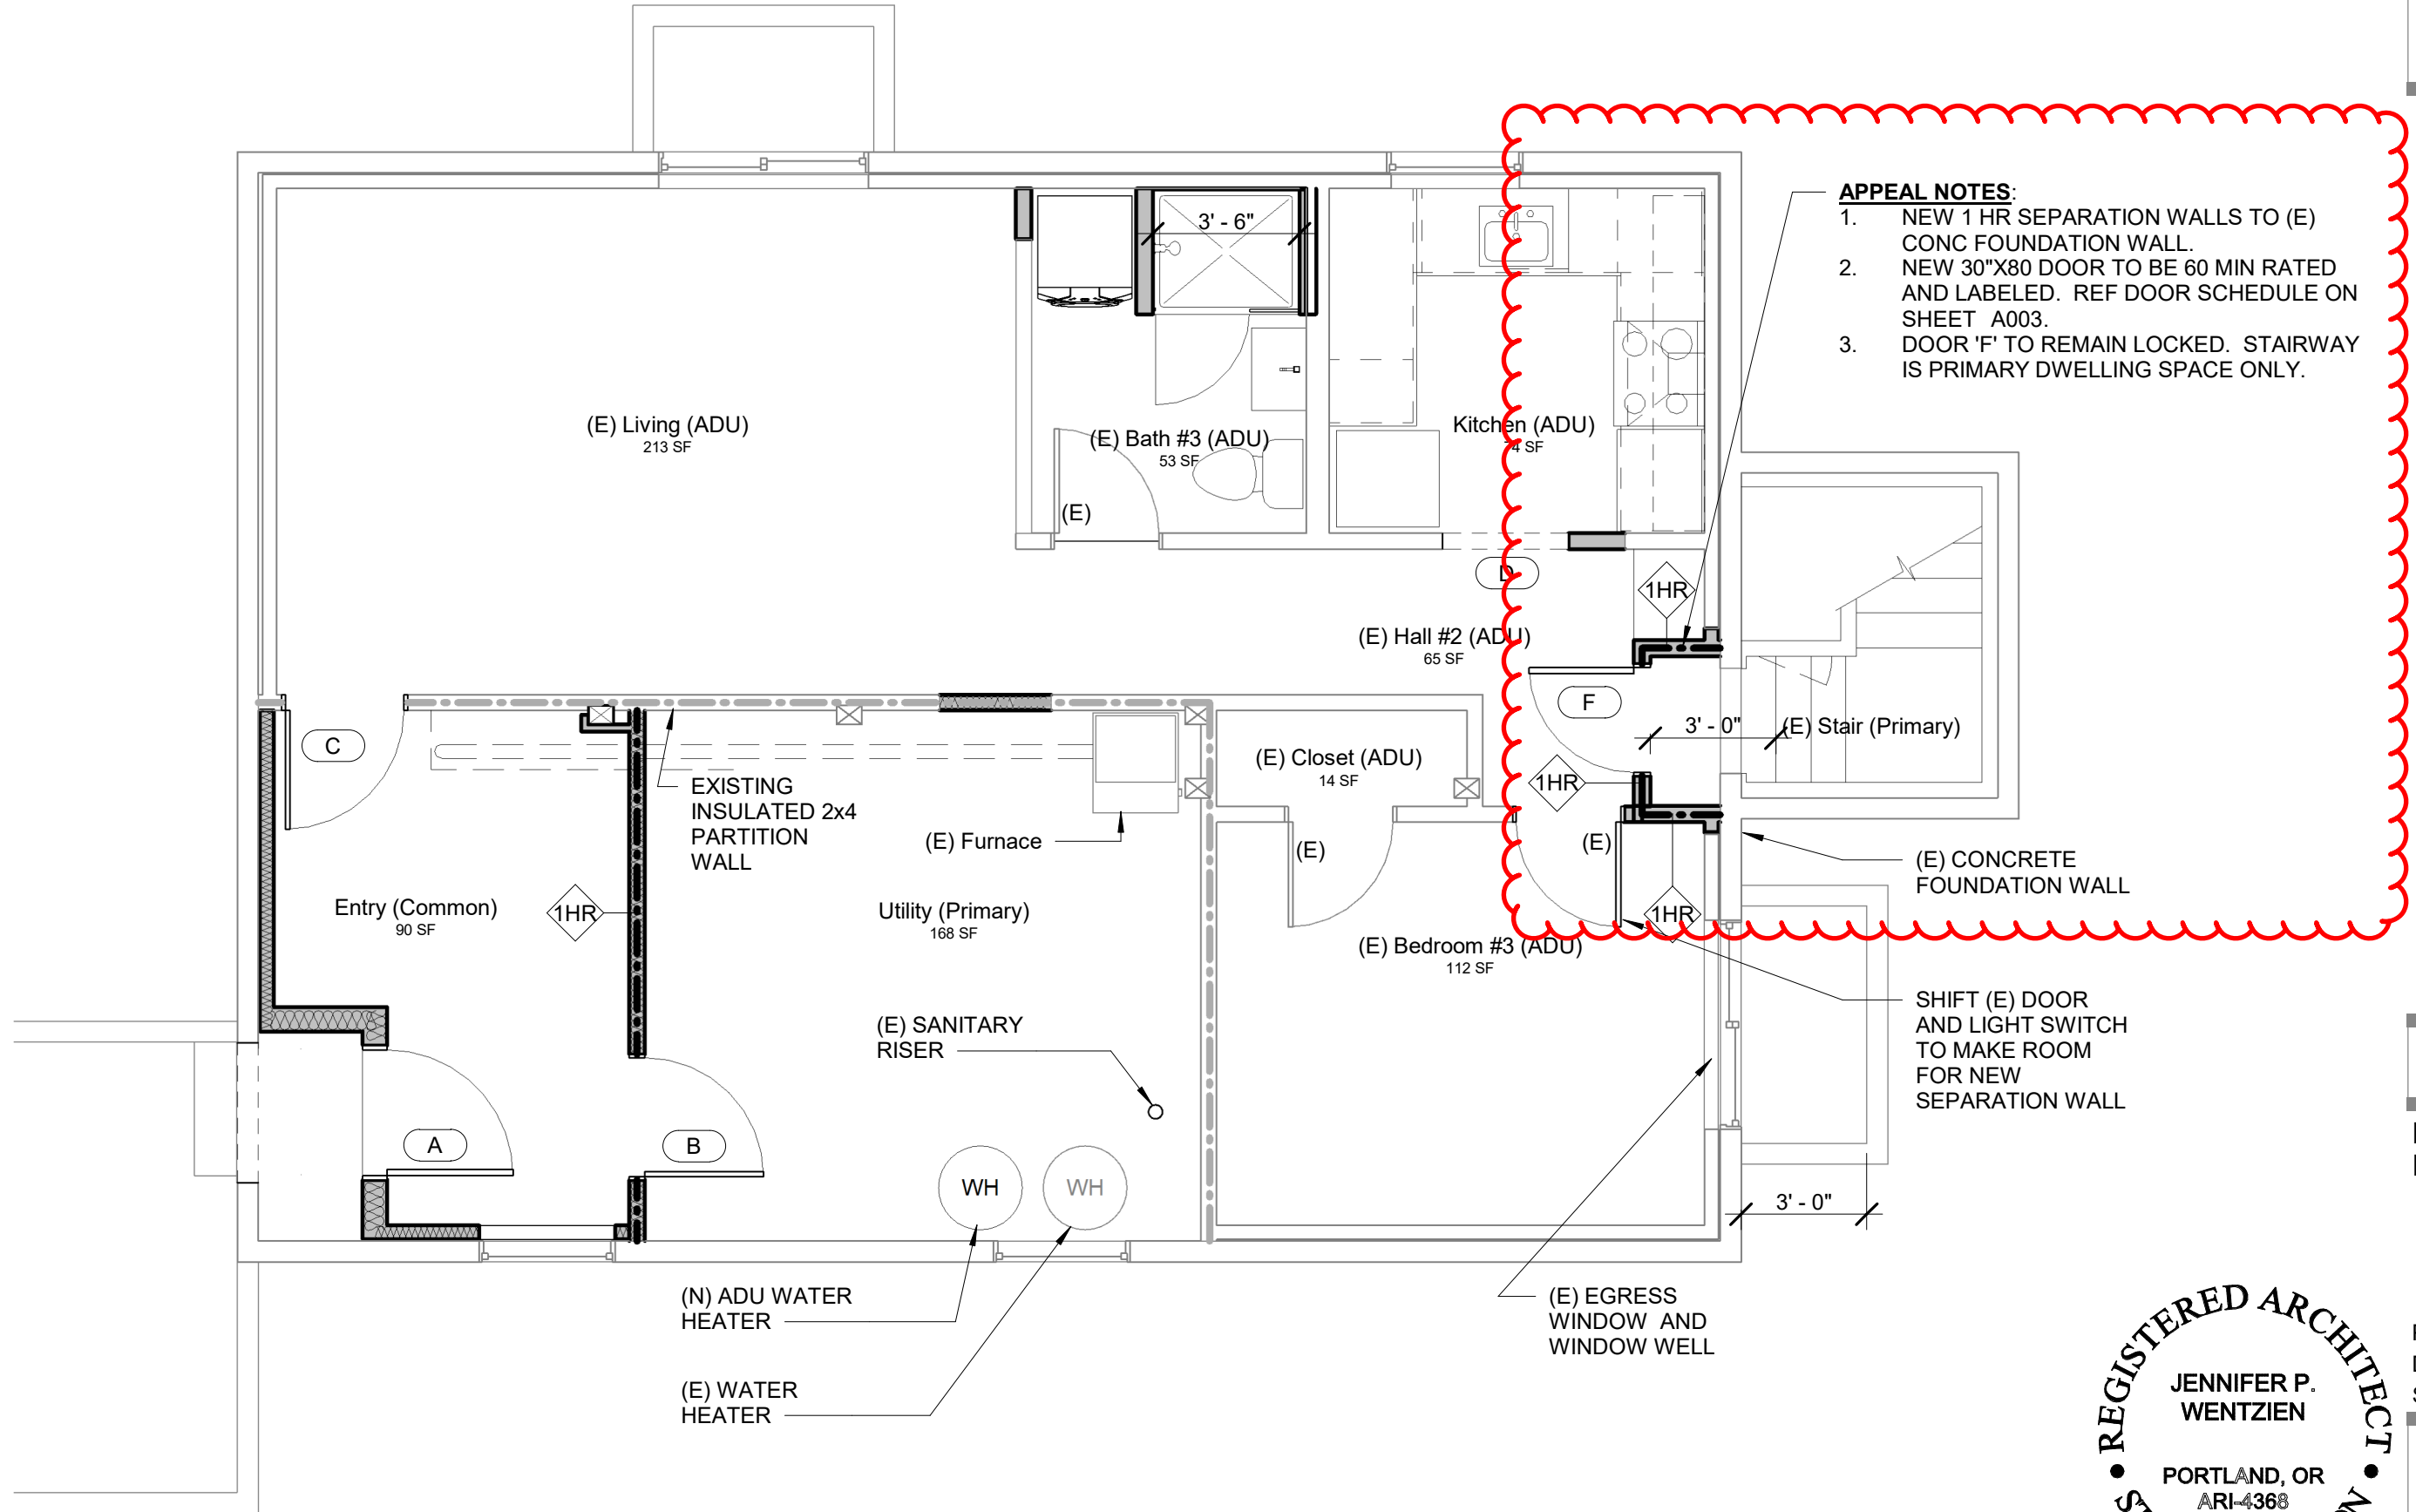 APPEAL NOTES:
1. NEW 1 HR SEPARATION WALLS TO (E)
CONC FOUNDATION WALL.
2. NEW 30"X80 DOOR TO BE 60 MIN RATED
AND LABELED. REF DOOR SCHEDULE ON
SHEET A003.
3. DOOR 'F' TO REMAIN LOCKED. STAIRWAY
IS PRIMARY DWELLING SPACE ONLY.
3' - 6"
(E) Living (ADU)
213 SF
(E) Bath #3 (ADU)
53 SF
(E)
Kitchen (ADU)
74 SF
D
1HR
(E) Hall #2 (ADU)
65 SF
F
3' - 0"
(E) Stair (Primary)
1HR
C
EXISTING
INSULATED 2x4
PARTITION
WALL
(E) Furnace
(E) Closet (ADU)
14 SF
(E)
(E)
(E) CONCRETE
FOUNDATION WALL
Entry (Common)
90 SF
1HR
Utility (Primary)
168 SF
1HR
(E) Bedroom #3 (ADU)
112 SF
(E) SANITARY
RISER
SHIFT (E) DOOR
AND LIGHT SWITCH
TO MAKE ROOM
FOR NEW
SEPARATION WALL
A
B
WH
WH
3' - 0"
(N) ADU WATER
HEATER
(E) WATER
HEATER
(E) EGRESS
WINDOW AND
WINDOW WELL
REGISTERED ARCHITECT
JENNIFER P.
WENTZIEN
PORTLAND, OR
ARI-4368